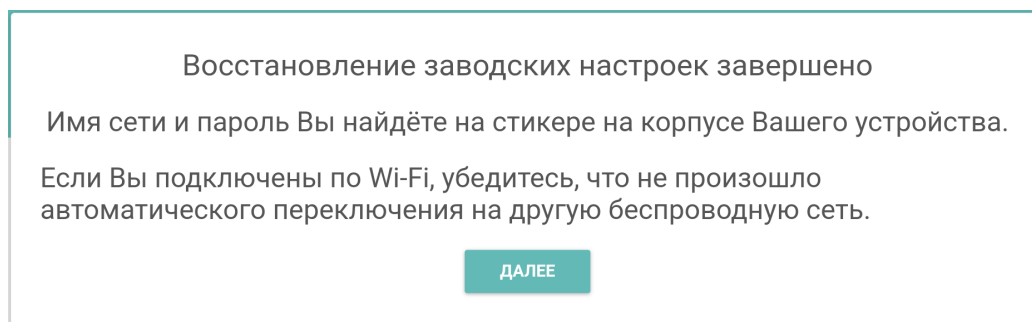 Восстановление заводских настроек завершено
Имя сети и пароль Вы найдёте на стикере на корпусе Вашего устройства.
Если Вы подключены по Wi-Fi, убедитесь, что не произошло
автоматического переключения на другую беспроводную сеть.
ДАЛЕЕ